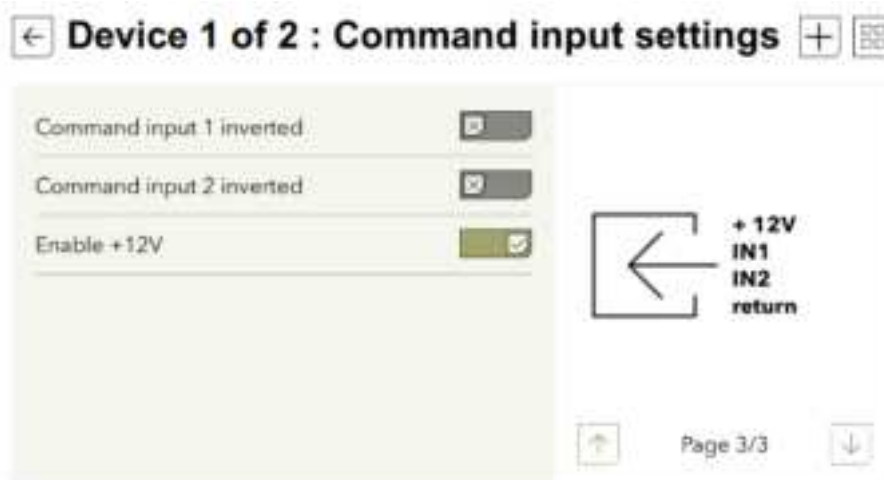 Device 1 of 2 : Command input settings
Command input 1 inverted
Command input 2 inverted
Enable +12V
+ 12V
IN1
IN2
return
Page 3/3